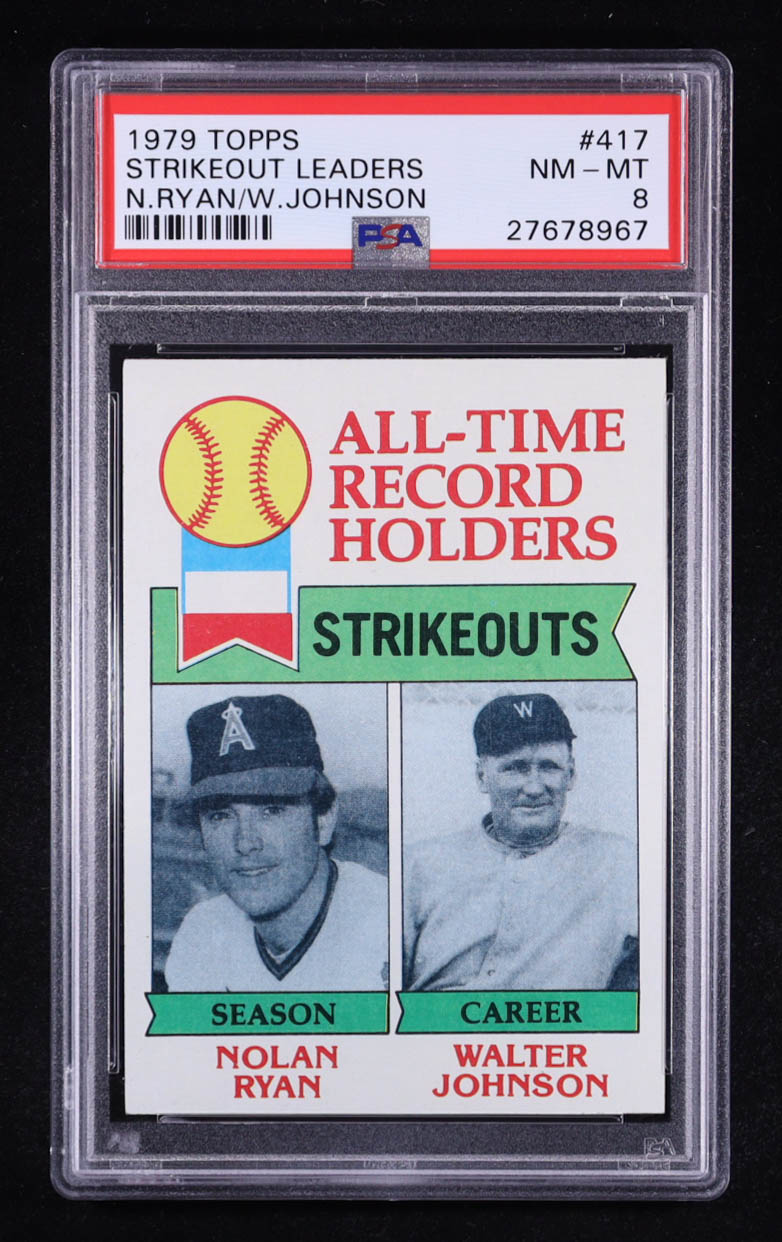 1979 TOPPS #417
STRIKEOUT LEADERS NM - MT
N.RYAN/W.JOHNSON 8
PSA 27678967
ALL-TIME
RECORD
HOLDERS
STRIKEOUTS
A
W
SEASON CAREER
NOLAN WALTER
RYAN JOHNSON
PSA